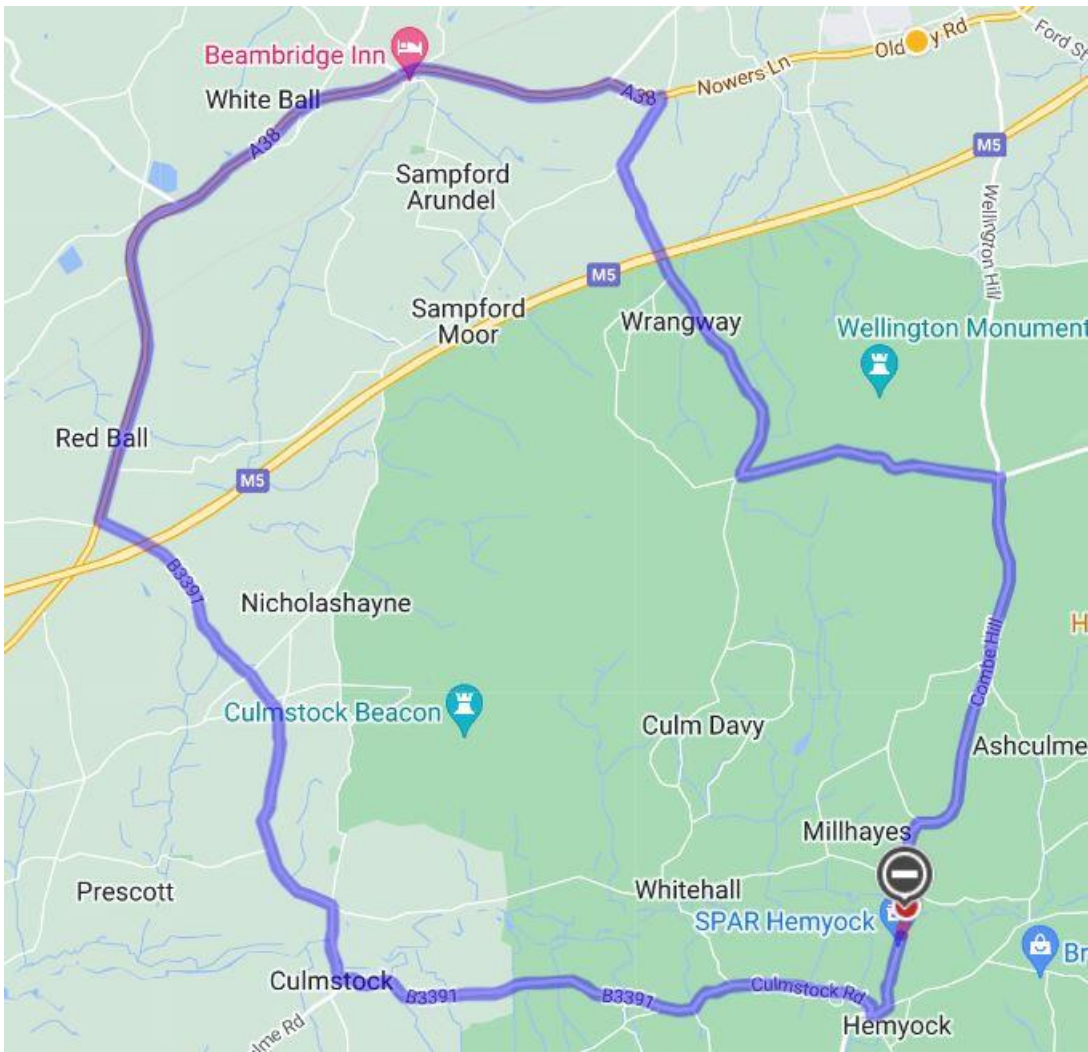 Beambridge Inn
White Ball
A38
Nowers Ln
Old
y Rd
Ford St
A38
M5
Sampford
Arundel
Wellington Hill
M5
Sampford
Moor
Wrangway
Wellington Monument
Red Ball
M5
B3391
Nicholashayne
Combe Hill
H
Culmstock Beacon
Culm Davy
Ashculme
Millhayes
Prescott
Whitehall
SPAR Hemyock
Br
Culmstock
B3391
B3391
Culmstock Rd
Hemyock
lme Rd